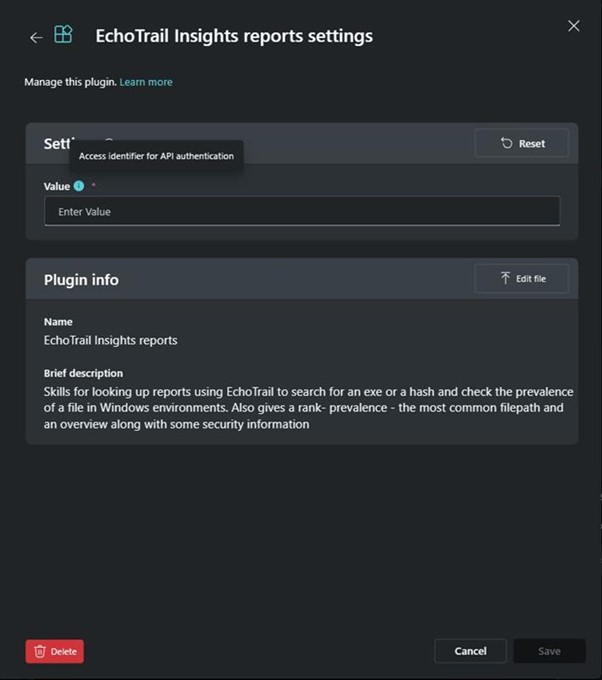 EchoTrail Insights reports settings
Manage this plugin. Learn more
Access identifier for API authentication
Reset
Value *
Enter Value
Plugin info
Edit file
Name
EchoTrail Insights reports
Brief description
Skills for looking up reports using EchoTrail to search for an exe or a hash and check the prevalence
of a file in Windows environments. Also gives a rank- prevalence - the most common filepath and
an overview along with some security information
Delete
Cancel
Save